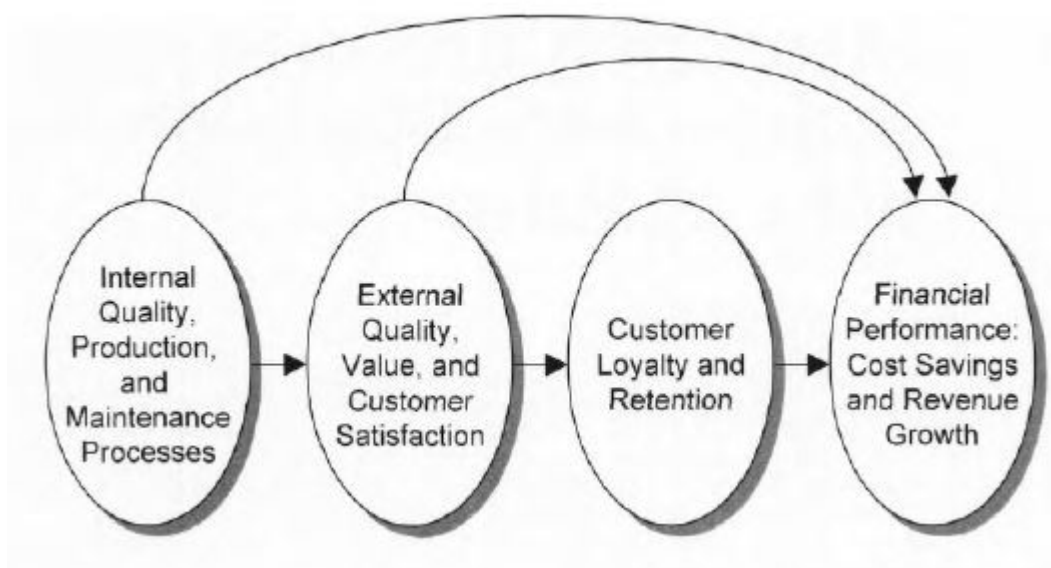 Internal
Quality,
Production,
and
Maintenance
Processes
External
Quality,
Value, and
Customer
Satisfaction
Customer
Loyalty and
Retention
Financial
Performance:
Cost Savings
and Revenue
Growth